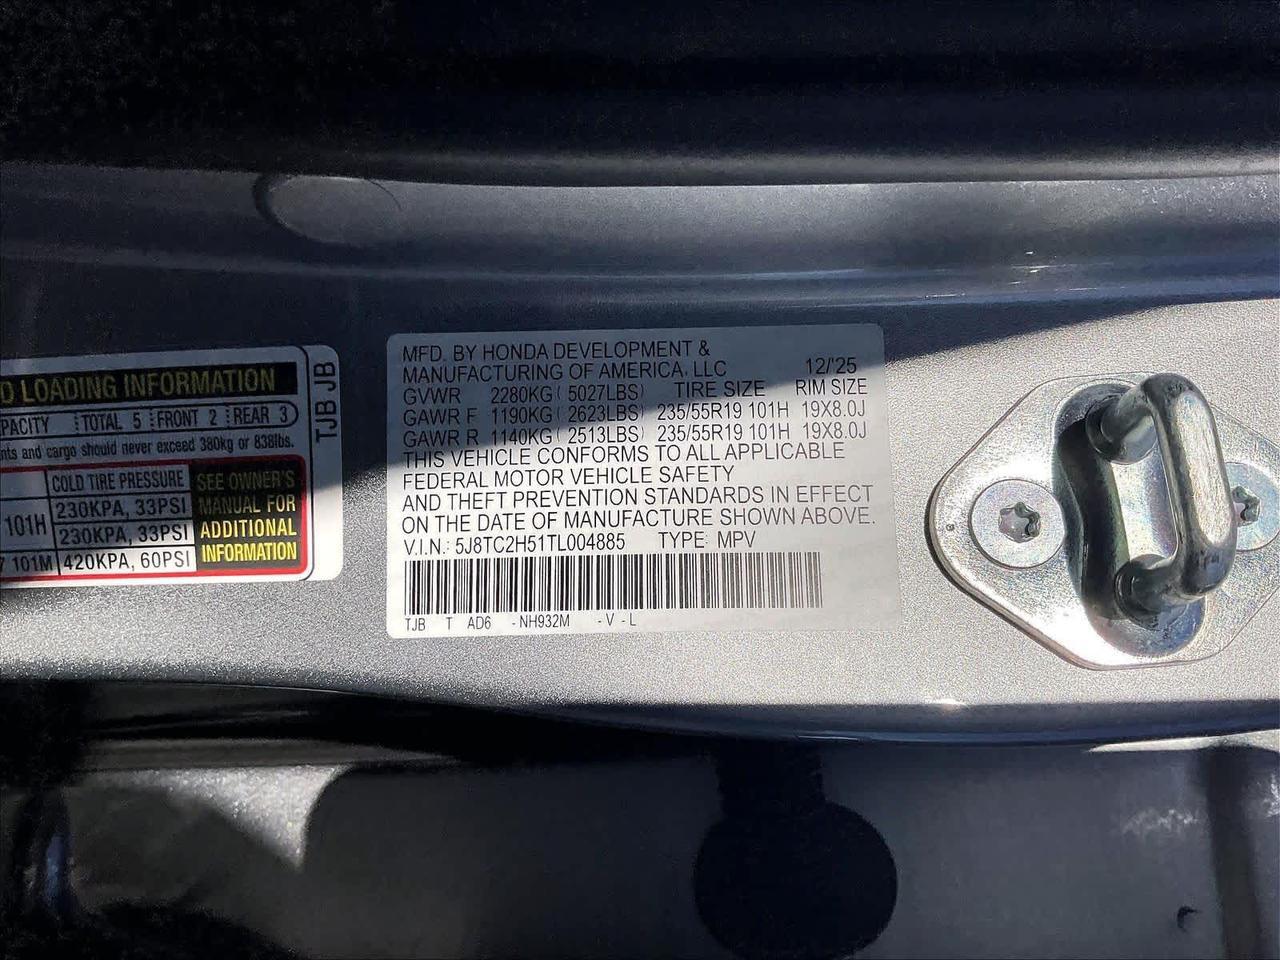 D LOADING INFORMATION
PACITY TOTAL 5 FRONT 2 REAR 3
nts and cargo should never exceed 380kg or 838lbs.
COLD TIRE PRESSURE
101H 230KPA, 33PSI
230KPA, 33PSI
7 101M 420KPA, 60PSI
SEE OWNER'S
MANUAL FOR
ADDITIONAL
INFORMATION
TJB JB
MFD. BY HONDA DEVELOPMENT &
MANUFACTURING OF AMERICA, LLC 12/'25
GVWR 2280KG ( 5027LBS) TIRE SIZE RIM SIZE
GAWR F 1190KG ( 2623LBS) 235/55R19 101H 19X8.0J
GAWR R 1140KG ( 2513LBS) 235/55R19 101H 19X8.0J
THIS VEHICLE CONFORMS TO ALL APPLICABLE
FEDERAL MOTOR VEHICLE SAFETY
AND THEFT PREVENTION STANDARDS IN EFFECT
ON THE DATE OF MANUFACTURE SHOWN ABOVE.
V.I.N.: 5J8TC2H51TL004885 TYPE: MPV
TJB T AD6 - NH932M - V - L